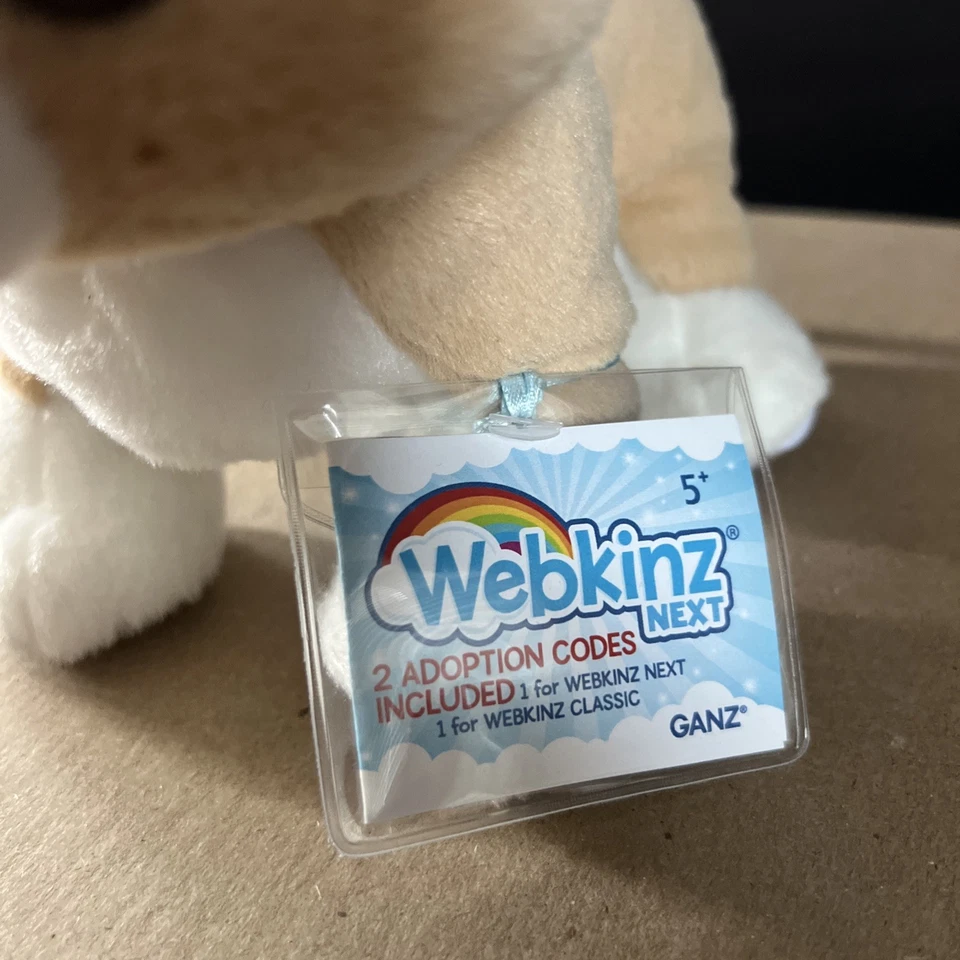 5+
Webkinz®
NEXT
2 ADOPTION CODES
INCLUDED 1 for WEBKINZ NEXT
1 for WEBKINZ CLASSIC
GANZ®